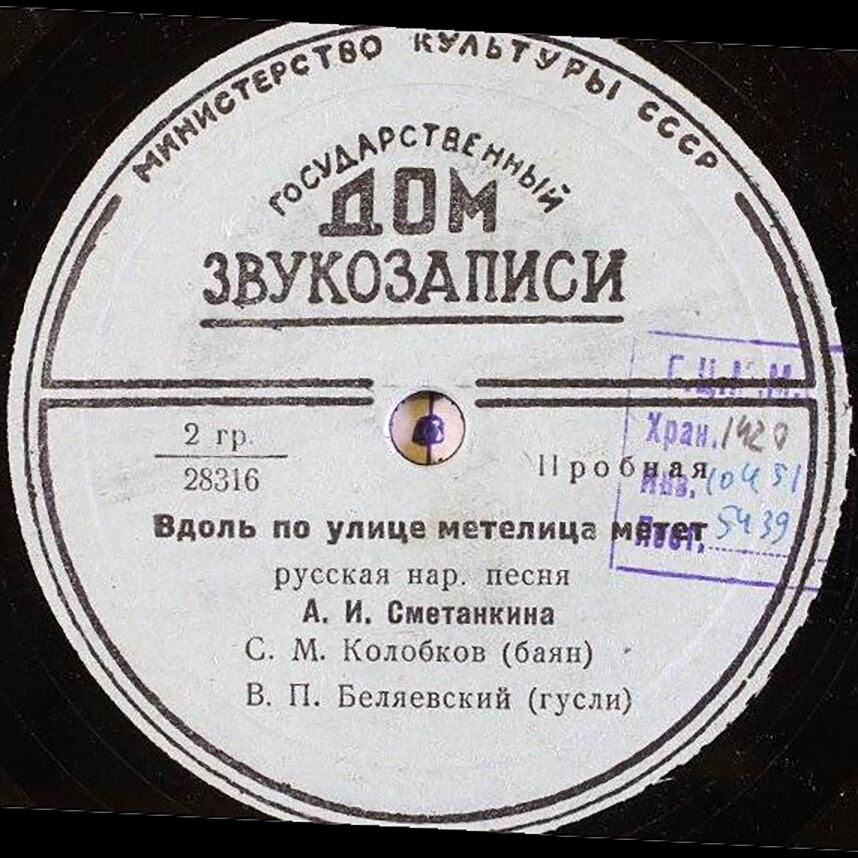 МИНИСТЕРСТВО КУЛЬТУРЫ СССР
ГОСУДАРСТВЕННЫЙ
ДОМ
ЗВУКОЗАПИСИ
2 гр.
28316
Пробная
Хран. 1420
Инв. 10451
Пост. 5439
Вдоль по улице метелица метет
русская нар. песня
А. И. Сметанкина
С. М. Колобков (баян)
В. П. Беляевский (гусли)